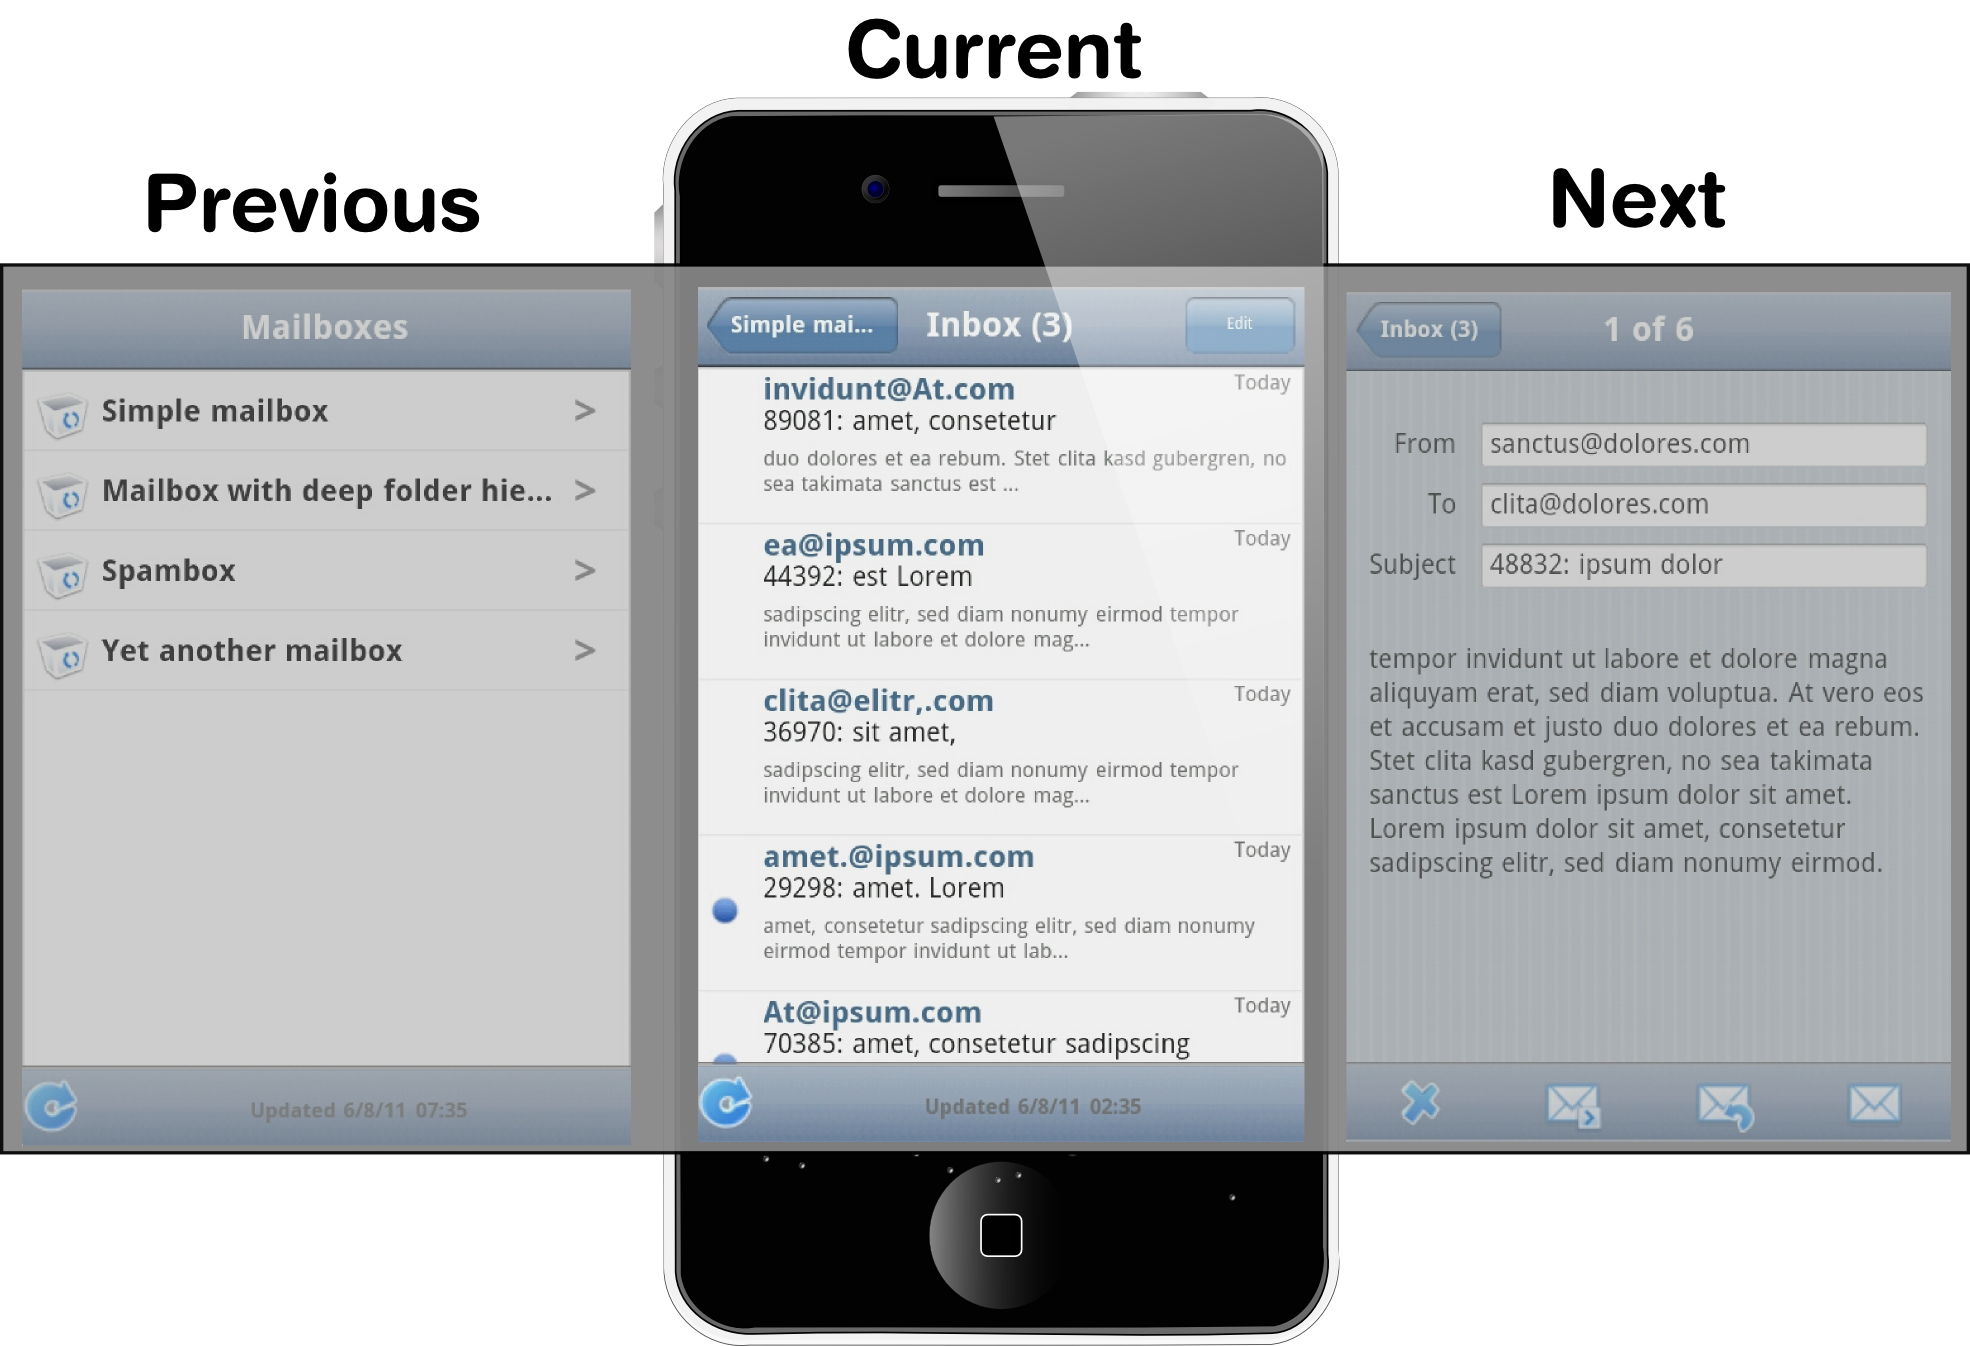 Current
Previous
Next
Mailboxes
Simple mailbox >
Mailbox with deep folder hie... >
Spambox >
Yet another mailbox >
Updated 6/8/11 07:35
Simple mai...
Inbox (3)
Edit
invidunt@At.com
Today
89081: amet, consetetur
duo dolores et ea rebum. Stet clita kasd gubergren, no
sea takimata sanctus est ...
ea@ipsum.com
Today
44392: est Lorem
sadipscing elitr, sed diam nonumy eirmod tempor
invidunt ut labore et dolore mag...
clita@elitr,.com
Today
36970: sit amet,
sadipscing elitr, sed diam nonumy eirmod tempor
invidunt ut labore et dolore mag...
amet.@ipsum.com
Today
29298: amet. Lorem
amet, consetetur sadipscing elitr, sed diam nonumy
eirmod tempor invidunt ut lab...
At@ipsum.com
Today
70385: amet, consetetur sadipscing
Updated 6/8/11 02:35
Inbox (3)
1 of 6
From sanctus@dolores.com
To clita@dolores.com
Subject 48832: ipsum dolor
tempor invidunt ut labore et dolore magna
aliquyam erat, sed diam voluptua. At vero eos
et accusam et justo duo dolores et ea rebum.
Stet clita kasd gubergren, no sea takimata
sanctus est Lorem ipsum dolor sit amet.
Lorem ipsum dolor sit amet, consetetur
sadipscing elitr, sed diam nonumy eirmod.